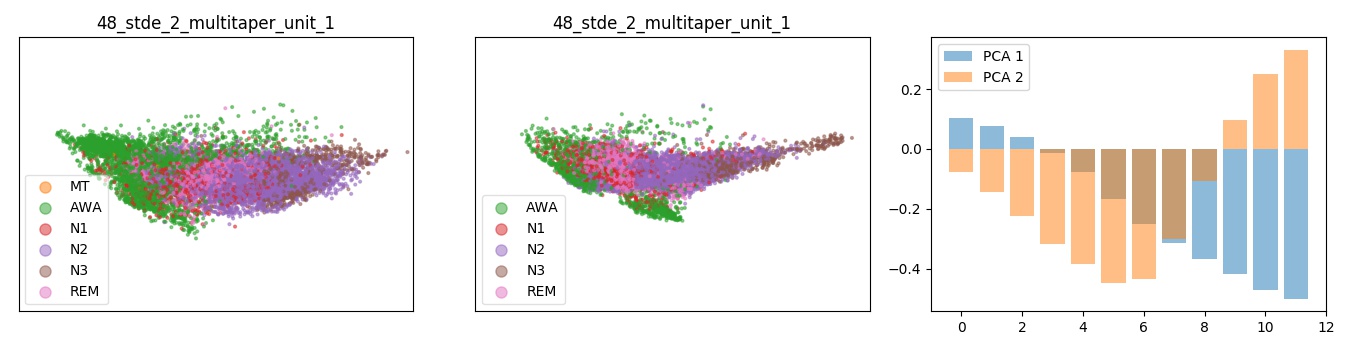 48_stde_2_multitaper_unit_1
MT
AWA
N1
N2
N3
REM
48_stde_2_multitaper_unit_1
AWA
N1
N2
N3
REM
PCA 1
PCA 2
0.2
0.0
−0.2
−0.4
0 2 4 6 8 10 12